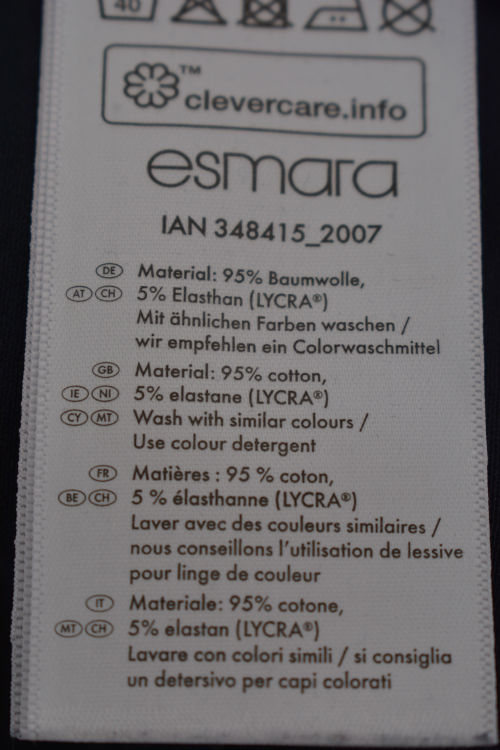 40
™
clevercare.info
esmara
IAN 348415_2007
DE Material: 95% Baumwolle,
AT CH 5% Elasthan (LYCRA®)
Mit ähnlichen Farben waschen /
wir empfehlen ein Colorwaschmittel
GB Material: 95% cotton,
IE NI 5% elastane (LYCRA®)
CY MT Wash with similar colours /
Use colour detergent
FR Matières : 95 % coton,
BE CH 5 % élasthanne (LYCRA®)
Laver avec des couleurs similaires /
nous conseillons l'utilisation de lessive
pour linge de couleur
IT Materiale: 95% cotone,
MT CH 5% elastan (LYCRA®)
Lavare con colori simili / si consiglia
un detersivo per capi colorati